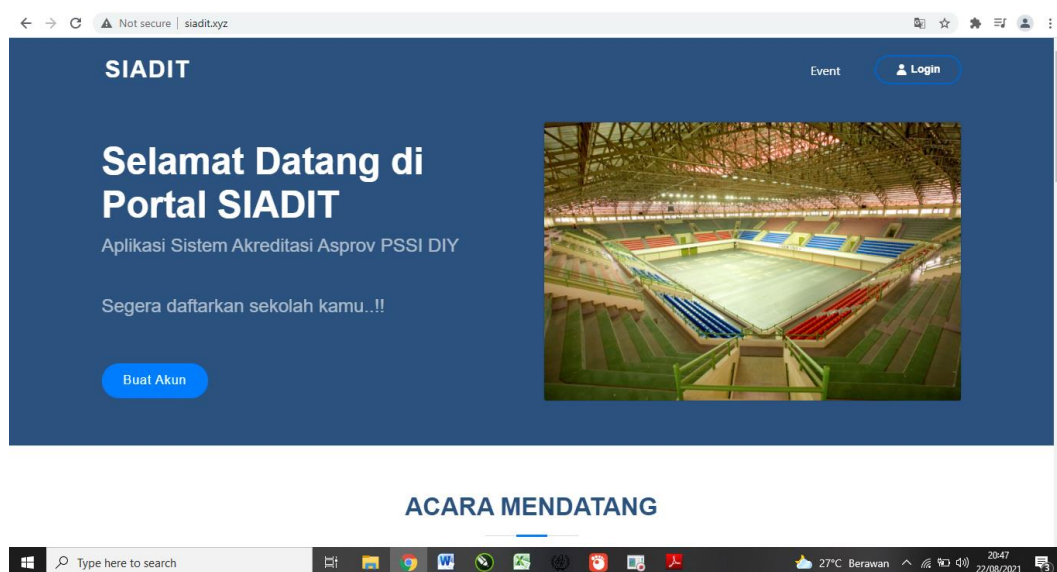 Not secure | siadit.xyz
SIADIT
Event
Login
Selamat Datang di
Portal SIADIT
Aplikasi Sistem Akreditasi Asprov PSSI DIY
Segera daftarkan sekolah kamu..!!
Buat Akun
ACARA MENDATANG
Type here to search
27°C Berawan
20:47
22/08/2021